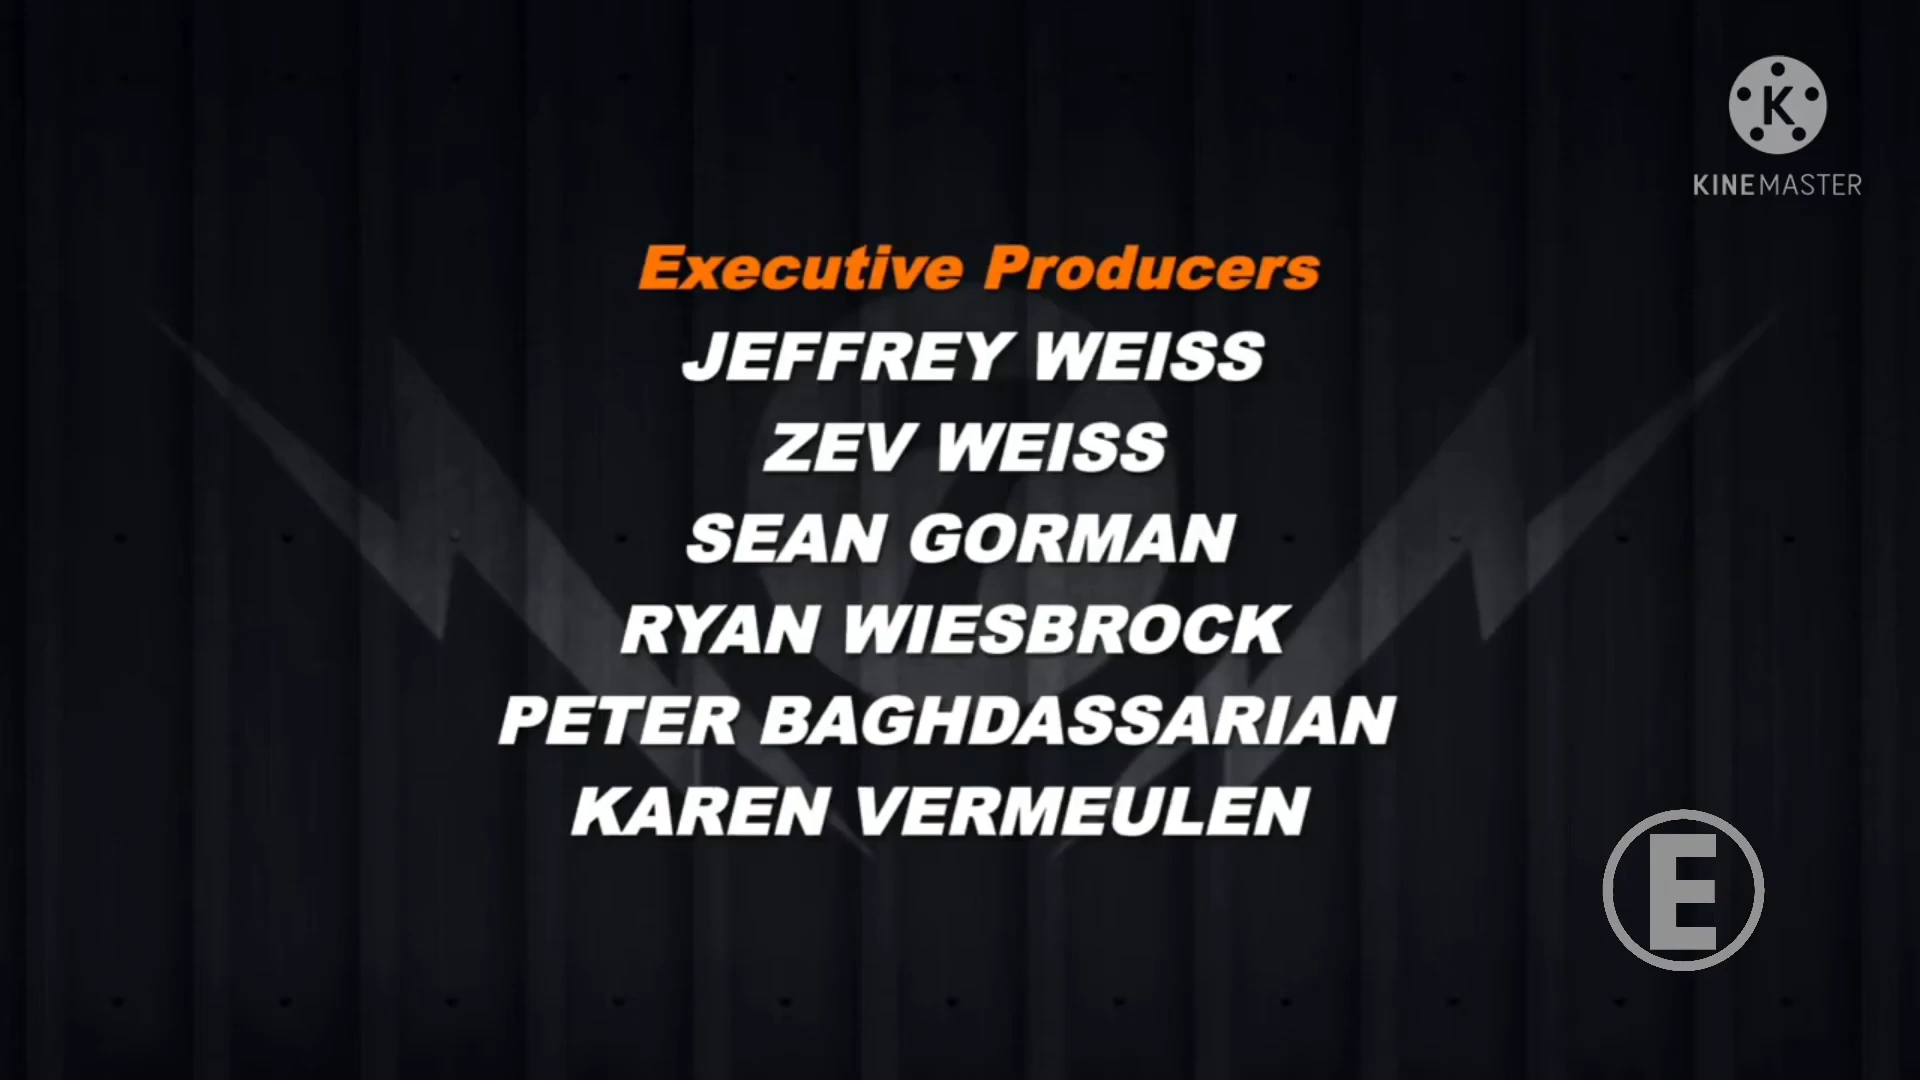 K
KINEMASTER
Executive Producers
JEFFREY WEISS
ZEV WEISS
SEAN GORMAN
RYAN WIESBROCK
PETER BAGHDASSARIAN
KAREN VERMEULEN
E